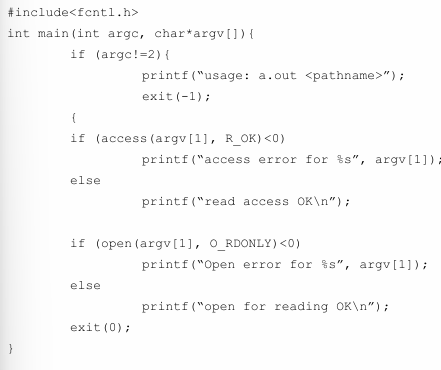 #include<fcntl.h>
int main(int argc, char*argv[]){
if (argc!=2){
printf(“usage: a.out <pathname>”);
exit(-1);
{
if (access(argv[1], R_OK)<0)
printf(“access error for %s”, argv[1]);
else
printf(“read access OK\n”);
if (open(argv[1], O_RDONLY)<0)
printf(“Open error for %s”, argv[1]);
else
printf(“open for reading OK\n”);
exit(0);
}